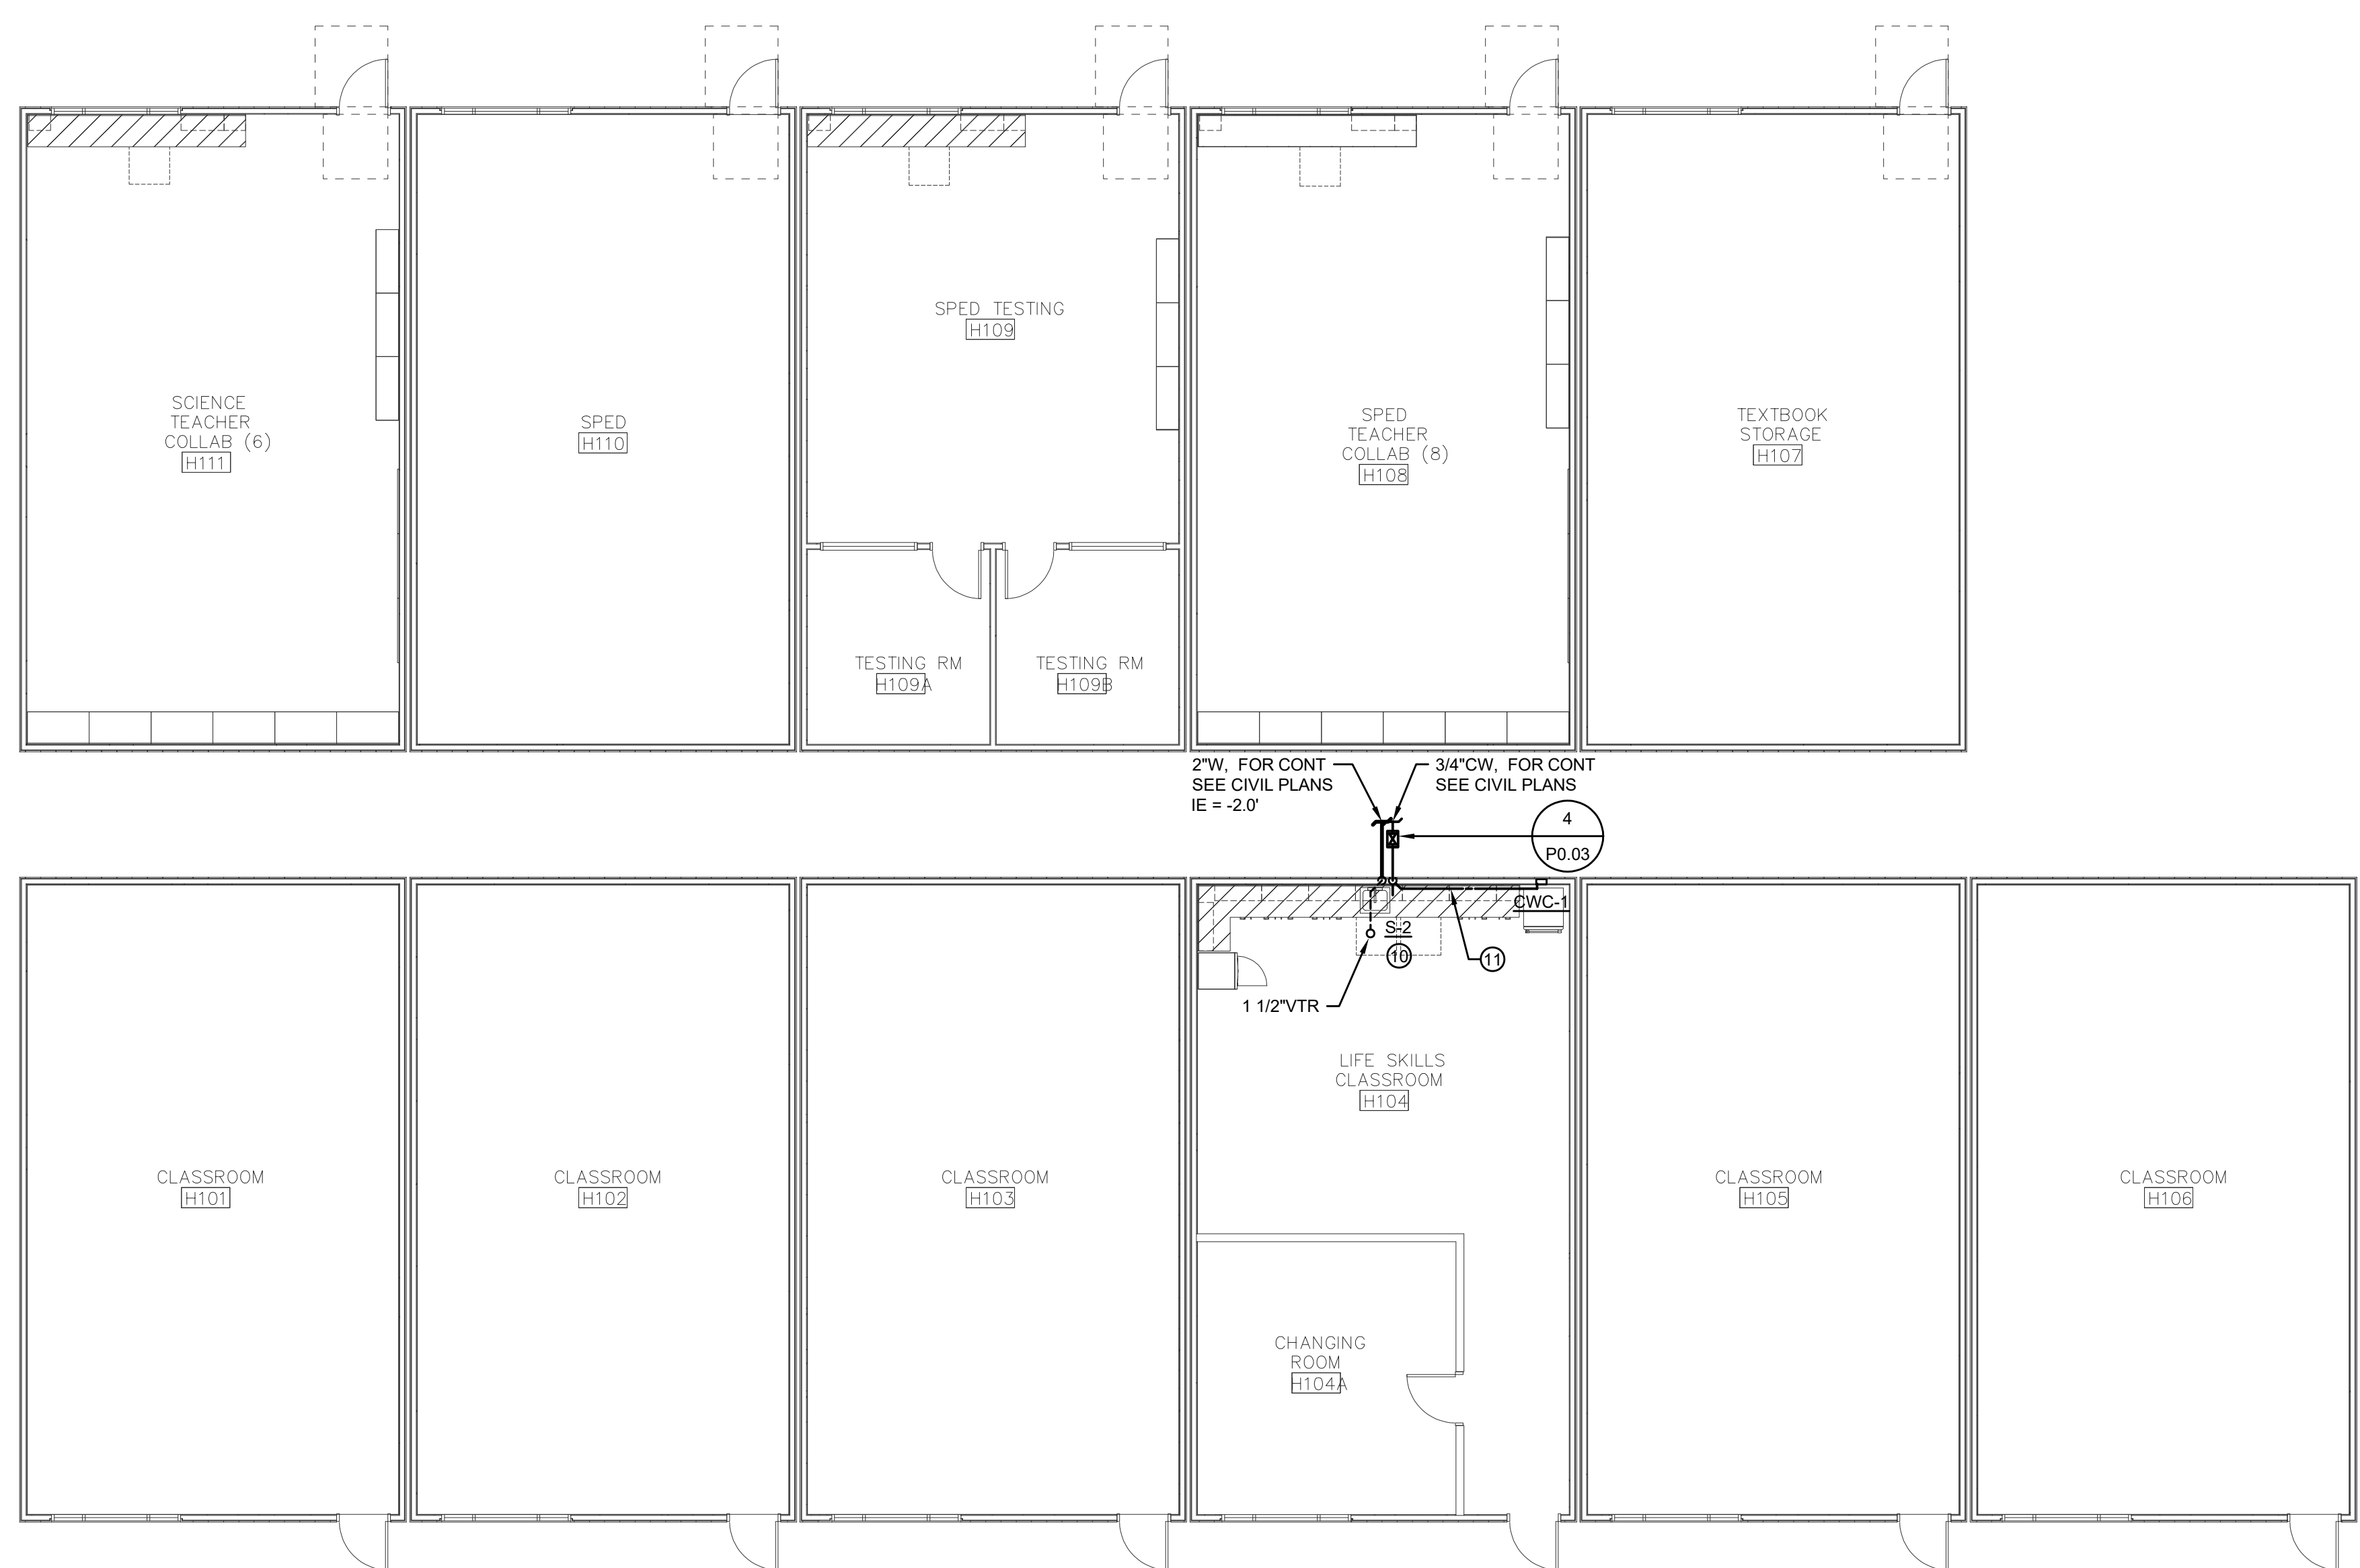 SCIENCE
TEACHER
COLLAB (6)
H111
SPED
H110
SPED TESTING
H109
TESTING RM
H109A
TESTING RM
H109B
SPED
TEACHER
COLLAB (8)
H108
TEXTBOOK
STORAGE
H107
2"W, FOR CONT
SEE CIVIL PLANS
IE = -2.0'
3/4"CW, FOR CONT
SEE CIVIL PLANS
4
P0.03
CWC-1
S-2
10
11
1 1/2"VTR
LIFE SKILLS
CLASSROOM
H104
CHANGING
ROOM
H104A
CLASSROOM
H101
CLASSROOM
H102
CLASSROOM
H103
CLASSROOM
H105
CLASSROOM
H106